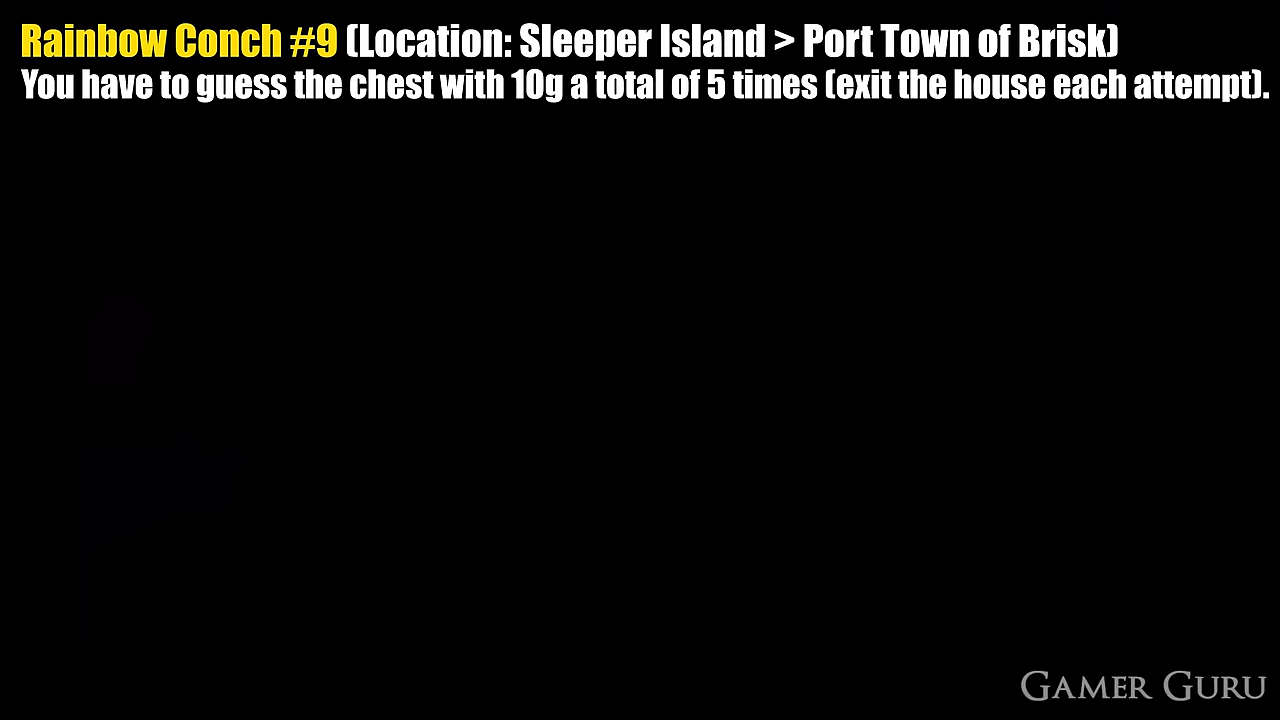 Rainbow Conch #9 (Location: Sleeper Island > Port Town of Brisk)
You have to guess the chest with 10g a total of 5 times (exit the house each attempt).
GAMER GURU